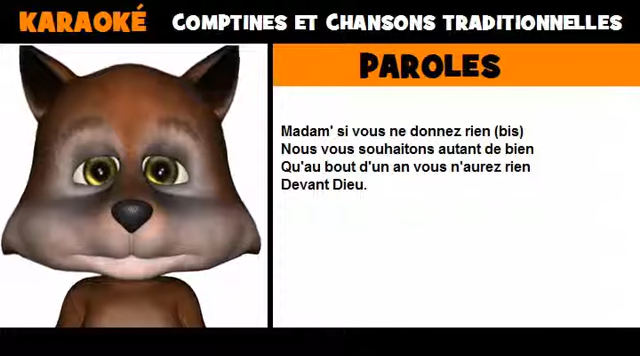 KARAOKÉ COMPTINES ET CHANSONS TRADITIONNELLES
PAROLES
Madam' si vous ne donnez rien (bis)
Nous vous souhaitons autant de bien
Qu'au bout d'un an vous n'aurez rien
Devant Dieu.